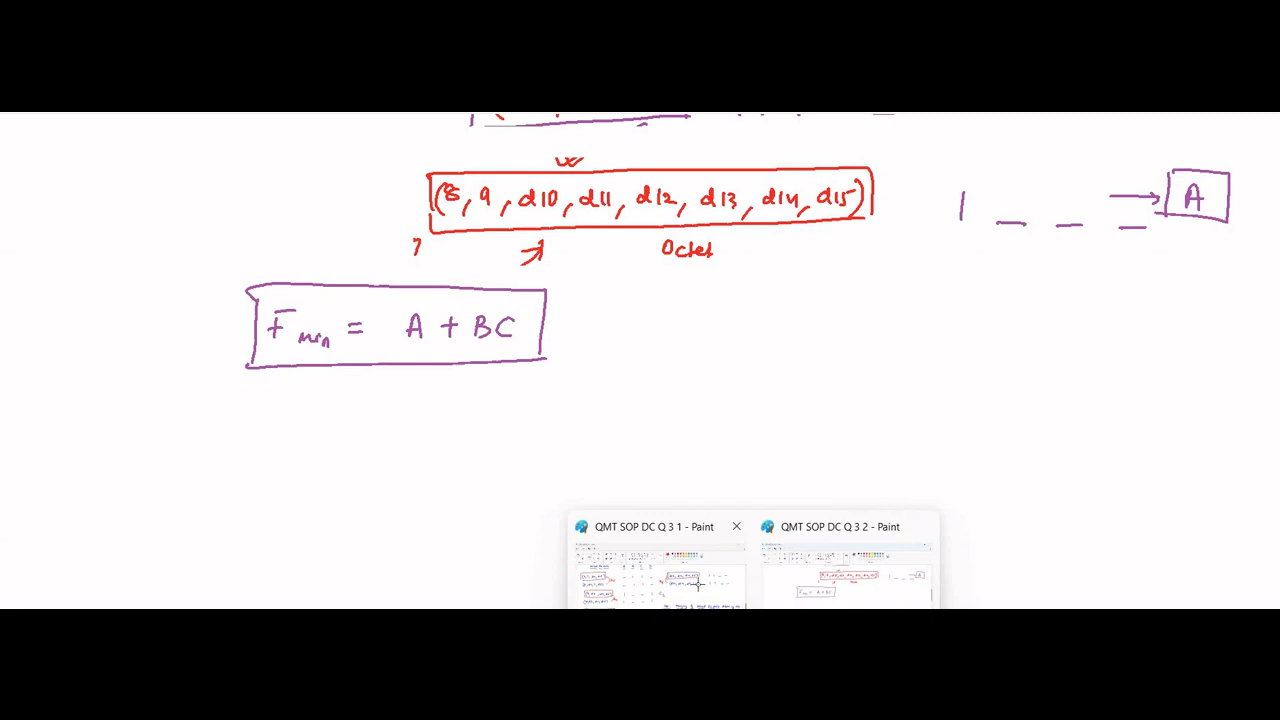 (8, 9, d10, d11, d12, d13, d14, d15)
1 _ _ _ → A
Octet
Fmin = A + BC
QMT SOP DC Q 3 1 - Paint
QMT SOP DC Q 3 2 - Paint